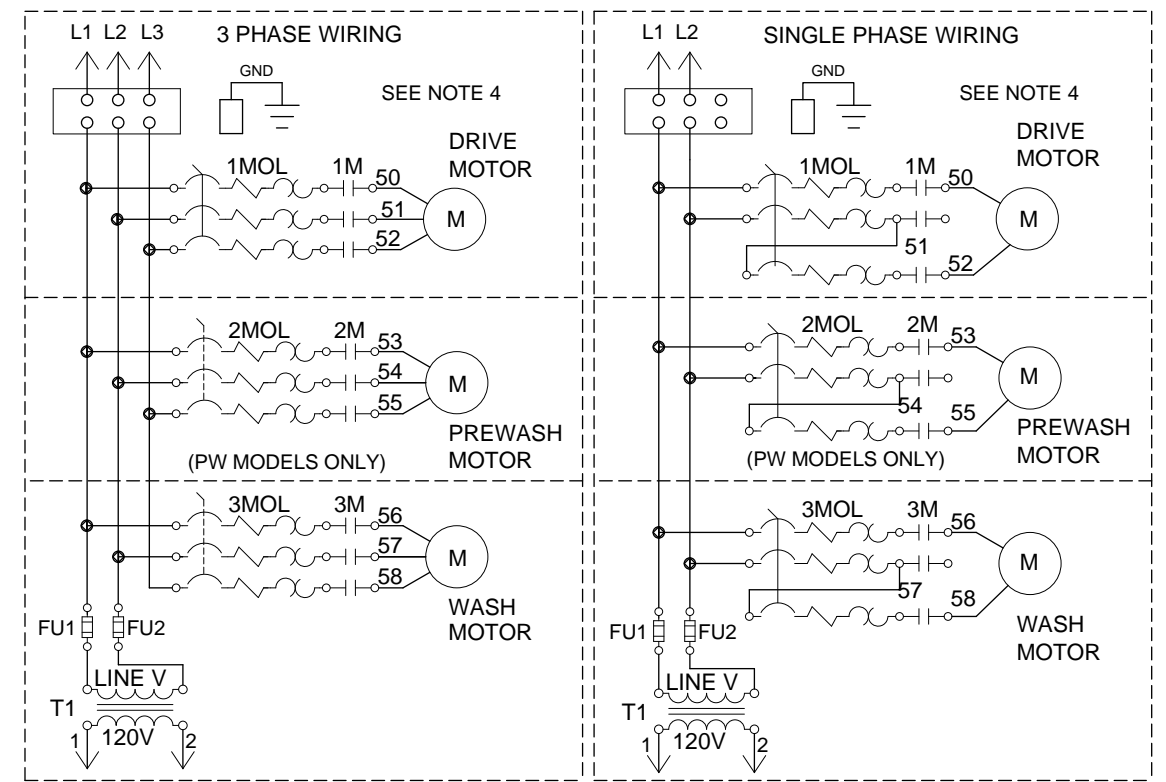 3 PHASE WIRING
L1 L2 L3
GND
SEE NOTE 4
DRIVE
MOTOR
1MOL 1M 50
51
52
M
2MOL 2M 53
54
55
M
PREWASH
MOTOR
(PW MODELS ONLY)
3MOL 3M 56
57
58
M
WASH
MOTOR
FU1 FU2
LINE V
T1
120V
1 2
SINGLE PHASE WIRING
L1 L2
GND
SEE NOTE 4
DRIVE
MOTOR
1MOL 1M 50
M
51
52
2MOL 2M 53
M
54
55
PREWASH
MOTOR
(PW MODELS ONLY)
3MOL 3M 56
M
57
58
WASH
MOTOR
FU1 FU2
LINE V
T1
120V
1 2